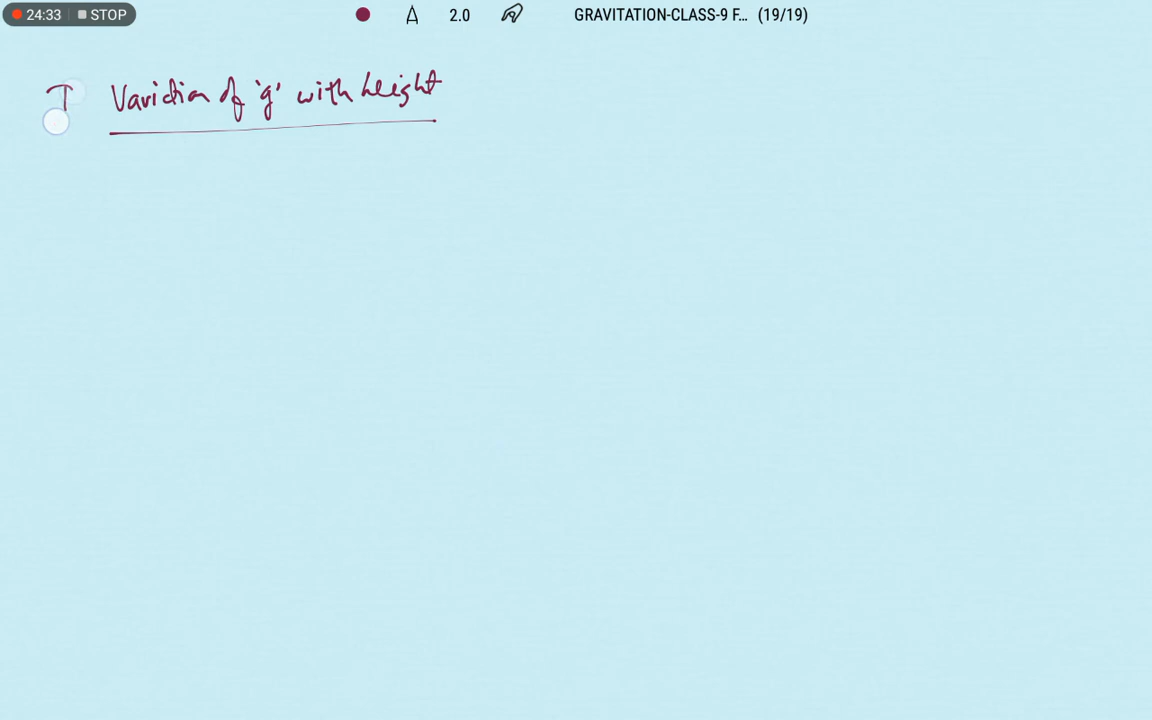 24:33 STOP 2.0 GRAVITATION-CLASS-9 F... (19/19)
I Variation of 'g' with height